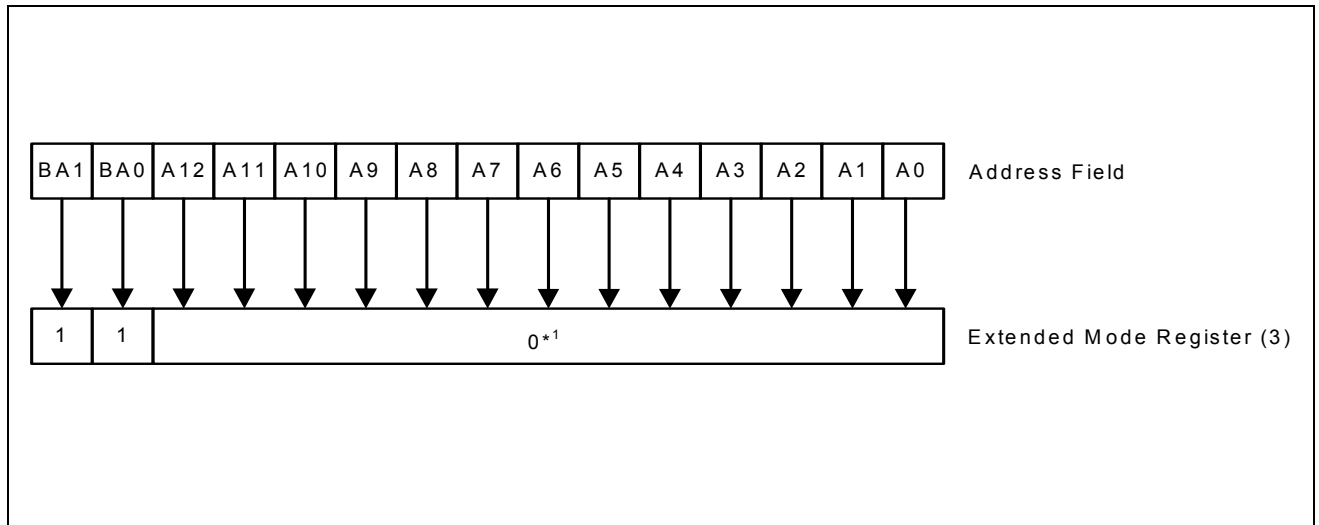 BA1 BA0 A12 A11 A10 A9 A8 A7 A6 A5 A4 A3 A2 A1 A0 Address Field
1 1 0*1 Extended Mode Register (3)